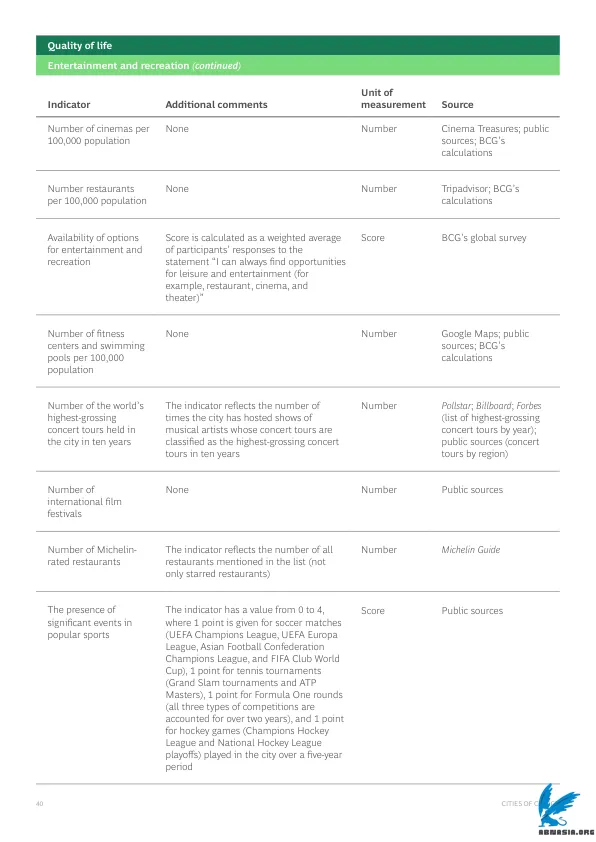 Quality of life
Entertainment and recreation (continued)
Indicator
Additional comments
Unit of
measurement
Source
Number of cinemas per
100,000 population
None
Number
Cinema Treasures; public
sources; BCG's
calculations
Number restaurants
per 100,000 population
None
Number
Tripadvisor; BCG's
calculations
Availability of options
for entertainment and
recreation
Score is calculated as a weighted average
of participants' responses to the
statement "I can always find opportunities
for leisure and entertainment (for
example, restaurant, cinema, and
theater)"
Score
BCG's global survey
Number of fitness
centers and swimming
pools per 100,000
population
None
Number
Google Maps; public
sources; BCG's
calculations
Number of the world's
highest-grossing
concert tours held in
the city in ten years
The indicator reflects the number of
times the city has hosted shows of
musical artists whose concert tours are
classified as the highest-grossing concert
tours in ten years
Number
Pollstar; Billboard; Forbes
(list of highest-grossing
concert tours by year);
public sources (concert
tours by region)
Number of
international film
festivals
None
Number
Public sources
Number of Michelin-
rated restaurants
The indicator reflects the number of all
restaurants mentioned in the list (not
only starred restaurants)
Number
Michelin Guide
The presence of
significant events in
popular sports
The indicator has a value from 0 to 4,
where 1 point is given for soccer matches
(UEFA Champions League, UEFA Europa
League, Asian Football Confederation
Champions League, and FIFA Club World
Cup), 1 point for tennis tournaments
(Grand Slam tournaments and ATP
Masters), 1 point for Formula One rounds
(all three types of competitions are
accounted for over two years), and 1 point
for hockey games (Champions Hockey
League and National Hockey League
playoffs) played in the city over a five-year
period
Score
Public sources
40
CITIES OF
ABNASIA.ORG